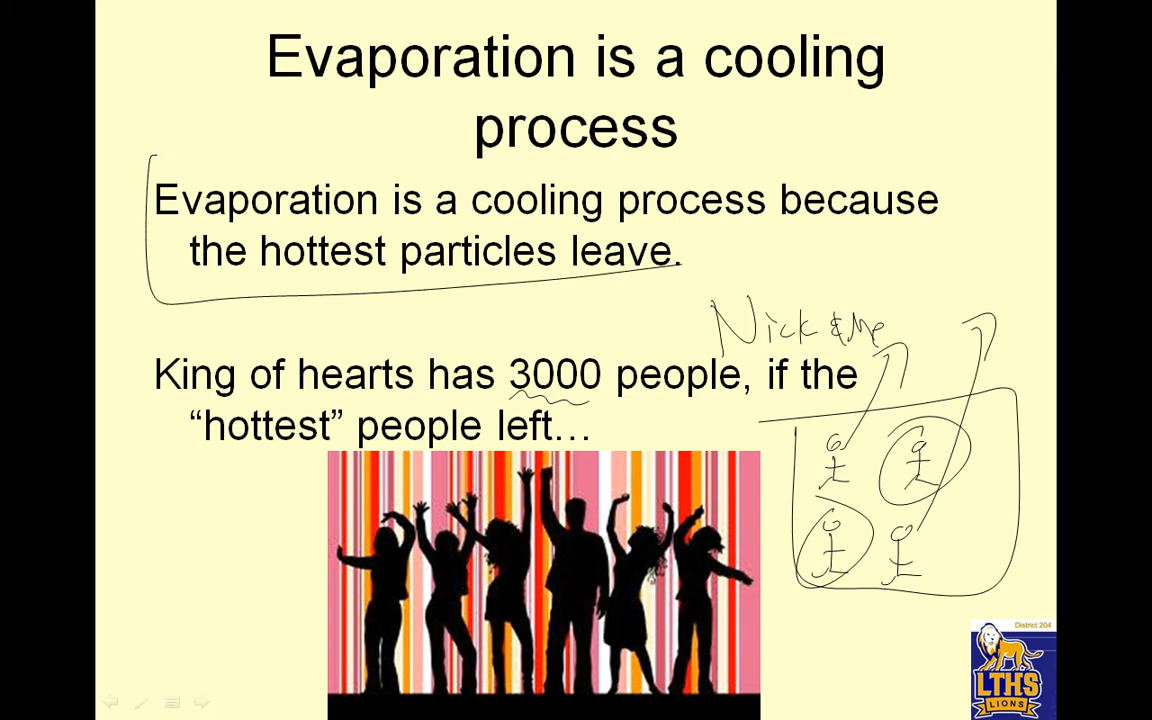 Evaporation is a cooling
process
Evaporation is a cooling process because
the hottest particles leave.
Nick & Me
King of hearts has 3000 people, if the
“hottest” people left…
District 204
LTHS
LIONS